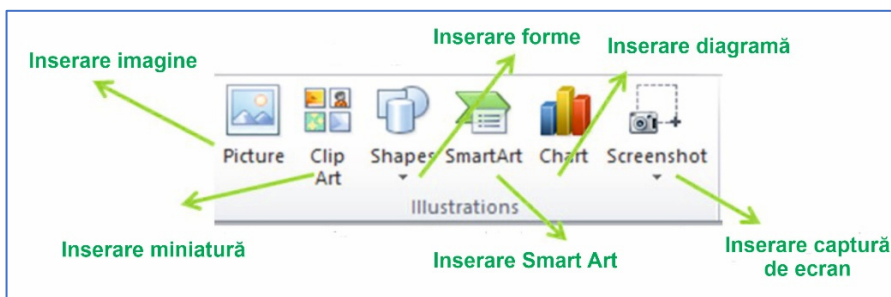 Inserare forme
Inserare diagramă
Inserare imagine
Picture
Clip
Art
Shapes
SmartArt
Chart
Screenshot
Illustrations
Inserare miniatură
Inserare Smart Art
Inserare captură
de ecran